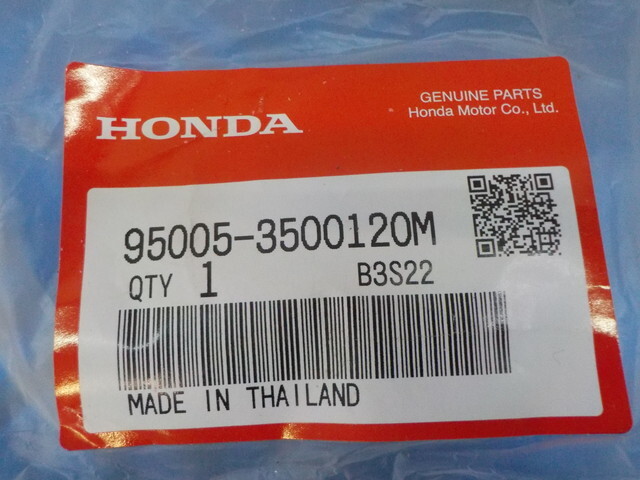 HONDA
GENUINE PARTS
Honda Motor Co., Ltd.
95005-3500120M
QTY 1 B3S22
MADE IN THAILAND